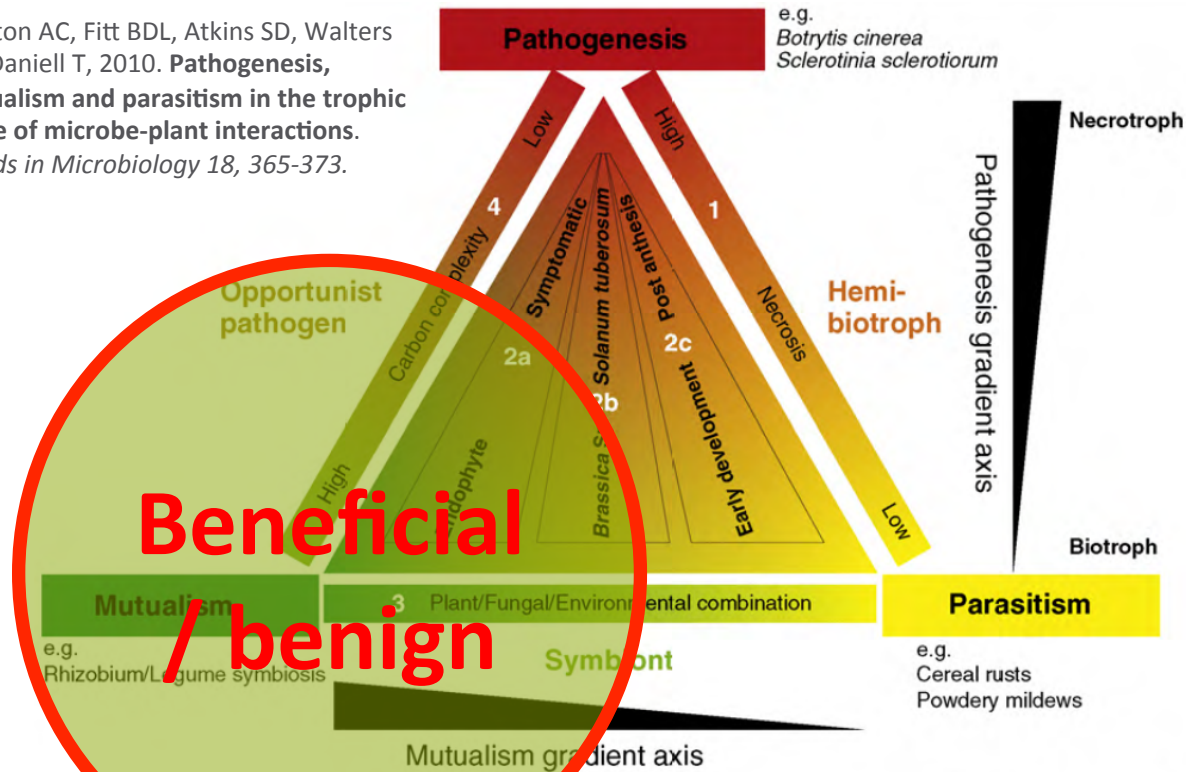 ton AC, Fitt BDL, Atkins SD, Walters
Daniell T, 2010. Pathogenesis,
ualism and parasitism in the trophic
e of microbe-plant interactions.
ds in Microbiology 18, 365-373.
Pathogenesis
e.g.
Botrytis cinerea
Sclerotinia sclerotiorum
Low
4
Carbon complexity
High
High
1
Necrosis
Low
Necrotroph
Pathogenesis gradient axis
Biotroph
Opportunist
pathogen
Hemi-
biotroph
Symptomatic
2a
Endophyte
Solanum tuberosum
2b
Brassica
Post anthesis
2c
Early development
Beneficial
/ benign
Mutualism
3 Plant/Fungal/Environmental combination
Parasitism
e.g.
Rhizobium/Legume symbiosis
Symbiont
e.g.
Cereal rusts
Powdery mildews
Mutualism gradient axis